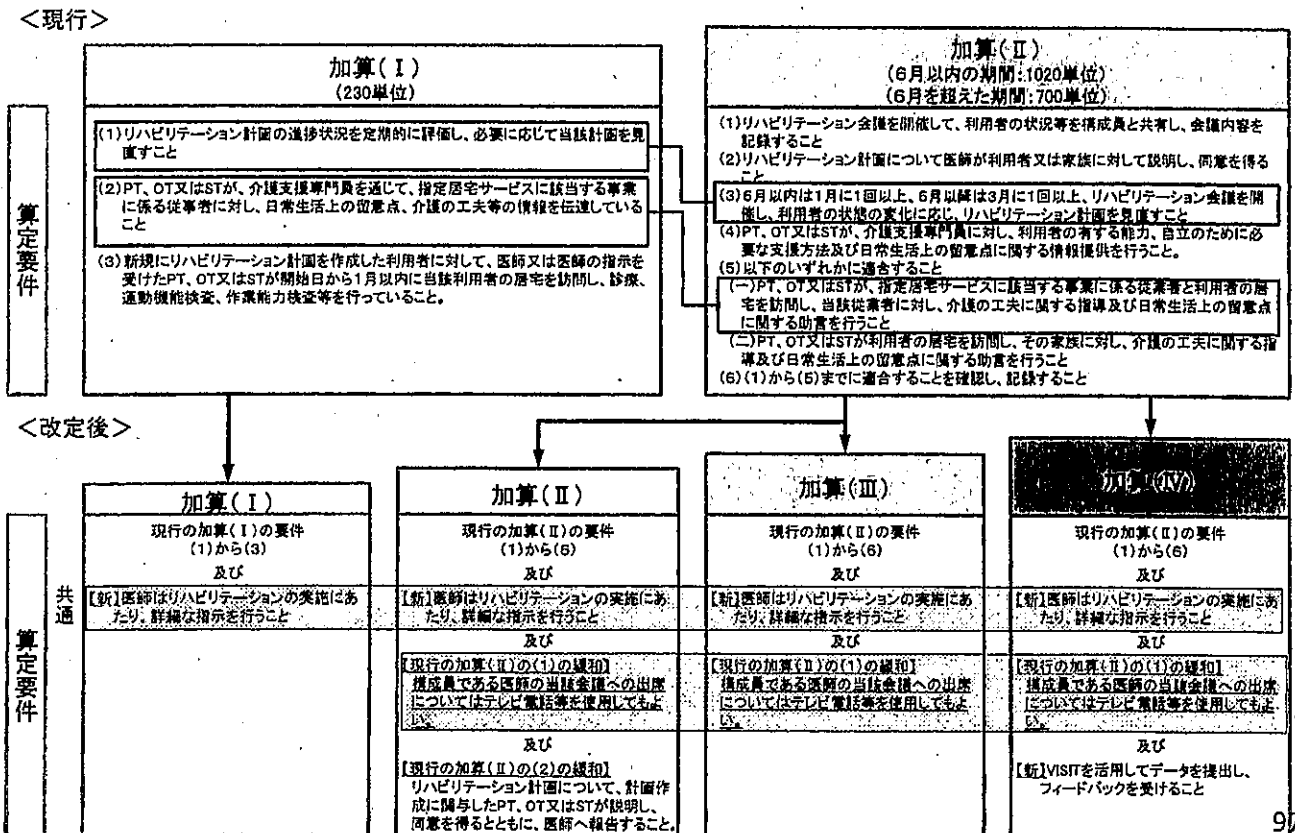 <現行>
加算(Ⅰ)
(230単位)
算定要件
(1)リハビリテーション計画の進捗状況を定期的に評価し、必要に応じて当該計画を見
直すこと
(2)PT、OT又はSTが、介護支援専門員を通じて、指定居宅サービスに該当する事業
に係る従事者に対し、日常生活上の留意点、介護の工夫等の情報を伝達している
こと
(3)新規にリハビリテーション計画を作成した利用者に対して、医師又は医師の指示を
受けたPT、OT又はSTが開始日から1月以内に当該利用者の居宅を訪問し、診療、
運動機能検査、作業能力検査等を行っていること。
加算(Ⅱ)
(6月以内の期間:1020単位)
(6月を超えた期間:700単位)
(1)リハビリテーション会議を開催して、利用者の状況等を構成員と共有し、会議内容を
記録すること
(2)リハビリテーション計画について医師が利用者又は家族に対して説明し、同意を得る
こと
(3)6月以内は1月に1回以上、6月以降は3月に1回以上、リハビリテーション会議を開
催し、利用者の状態の変化に応じ、リハビリテーション計画を見直すこと
(4)PT、OT又はSTが、介護支援専門員に対し、利用者の有する能力、自立のために必
要な支援方法及び日常生活上の留意点に関する情報提供を行うこと。
(5)以下のいずれかに適合すること
(一)PT、OT又はSTが、指定居宅サービスに該当する事業に係る従業者と利用者の居
宅を訪問し、当該従業者に対し、介護の工夫に関する指導及び日常生活上の留意点
に関する助言を行うこと
(二)PT、OT又はSTが利用者の居宅を訪問し、その家族に対し、介護の工夫に関する指
導及び日常生活上の留意点に関する助言を行うこと
(6)(1)から(5)までに適合することを確認し、記録すること
<改定後>
算定要件
共通
加算(Ⅰ)
現行の加算(Ⅰ)の要件
(1)から(3)
及び
【新】医師はリハビリテーションの実施にあ
たり、詳細な指示を行うこと
加算(Ⅱ)
現行の加算(Ⅱ)の要件
(1)から(6)
及び
【新】医師はリハビリテーションの実施にあ
たり、詳細な指示を行うこと
及び
【現行の加算(Ⅱ)の(1)の緩和】
構成員である医師の当該会議への出席
についてはテレビ電話等を使用してもよ
い。
及び
【現行の加算(Ⅱ)の(2)の緩和】
リハビリテーション計画について、計画作
成に関与したPT、OT又はSTが説明し、
同意を得るとともに、医師へ報告すること。
加算(Ⅲ)
現行の加算(Ⅱ)の要件
(1)から(6)
及び
【新】医師はリハビリテーションの実施にあ
たり、詳細な指示を行うこと
及び
【現行の加算(Ⅱ)の(1)の緩和】
構成員である医師の当該会議への出席
についてはテレビ電話等を使用してもよ
い。
加算(Ⅳ)
現行の加算(Ⅱ)の要件
(1)から(6)
及び
【新】医師はリハビリテーションの実施にあ
たり、詳細な指示を行うこと
及び
【現行の加算(Ⅱ)の(1)の緩和】
構成員である医師の当該会議への出席
についてはテレビ電話等を使用してもよ
い。
及び
【新】VISITを活用してデータを提出し、
フィードバックを受けること